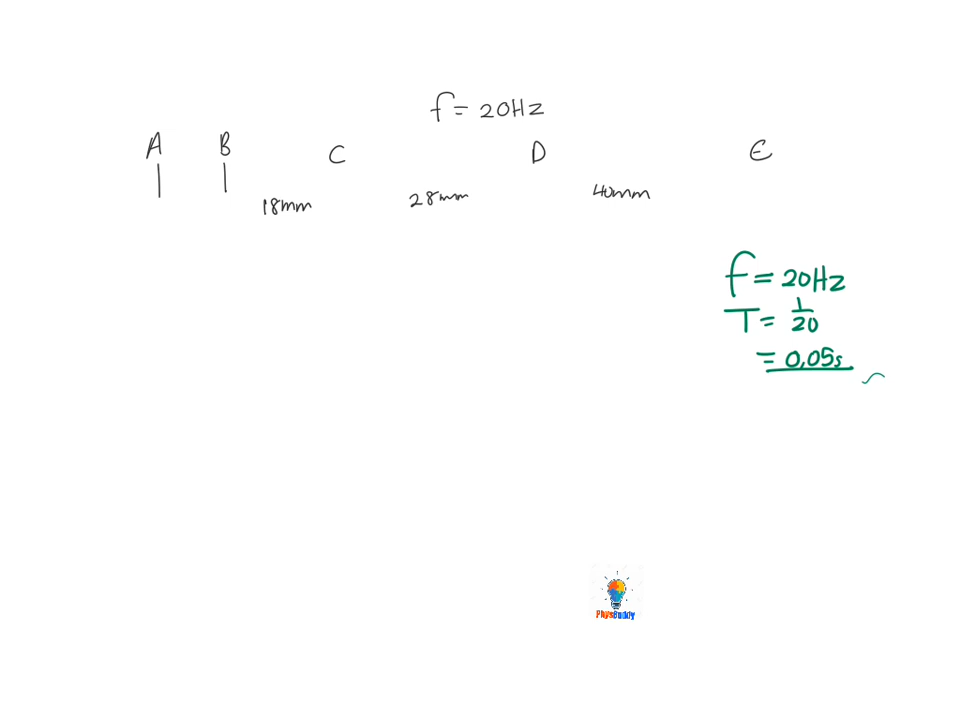 f = 20Hz
A B C D E
18mm 28mm 40mm
f = 20Hz
T = 1/20
= 0,05s
PhysBuddy